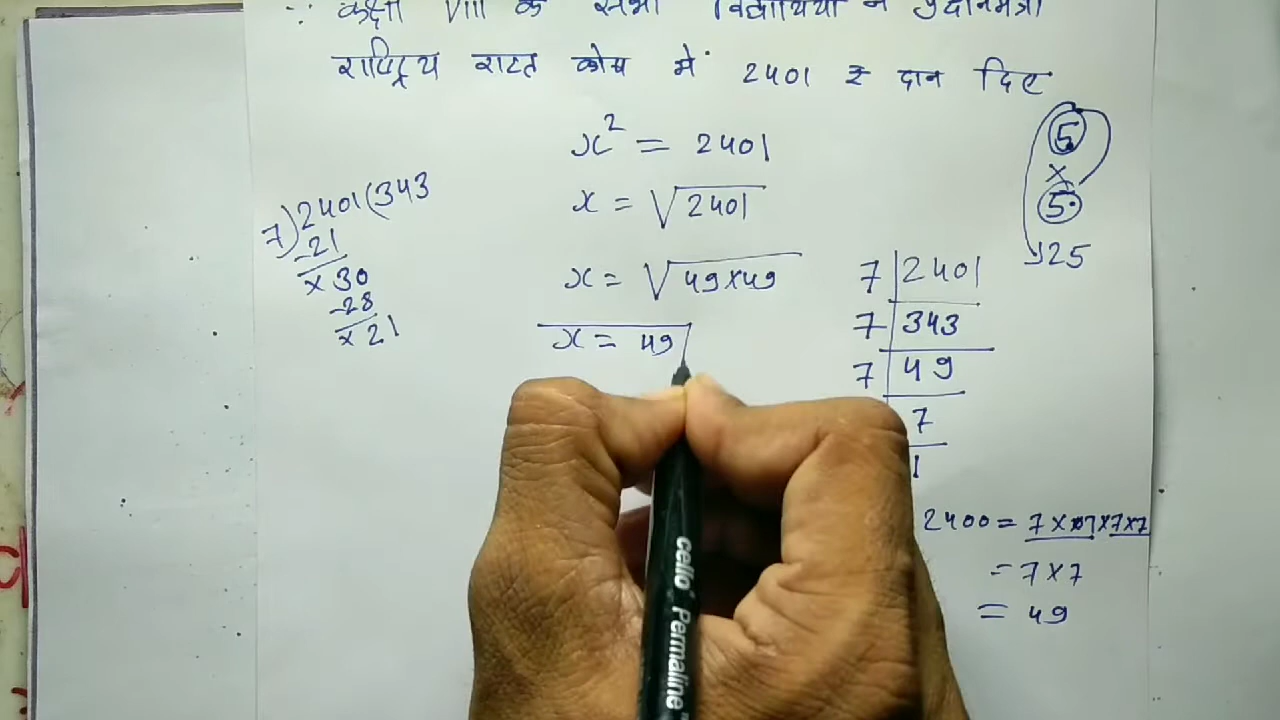 ∵ कक्षा VIII के सभी विद्यार्थियों ने प्रधानमंत्री
राष्ट्रिय राहत कोष में 2401 ₹ दान दिए
x² = 2401
x = √2401
x = √49×49
x = 49
7)2401(343
-21
×30
-28
×21
5
×
5
25
7 2401
7 343
7 49
7
1
2400 = 7×7×7×7
= 7×7
= 49
cello Permaline